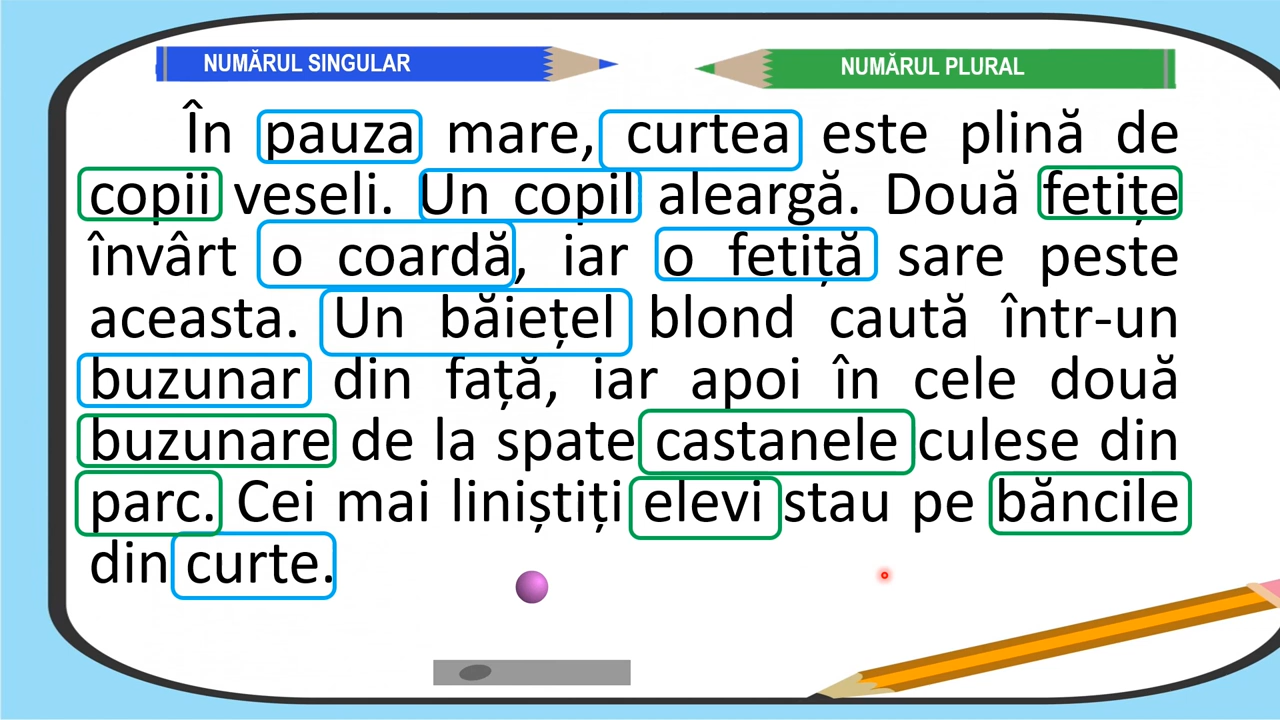 NUMĂRUL SINGULAR
NUMĂRUL PLURAL
În pauza mare, curtea este plină de
copii veseli. Un copil aleargă. Două fetițe
învârt o coardă, iar o fetiță sare peste
aceasta. Un băiețel blond caută într-un
buzunar din față, iar apoi în cele două
buzunare de la spate castanele culese din
parc. Cei mai liniștiți elevi stau pe băncile
din curte.